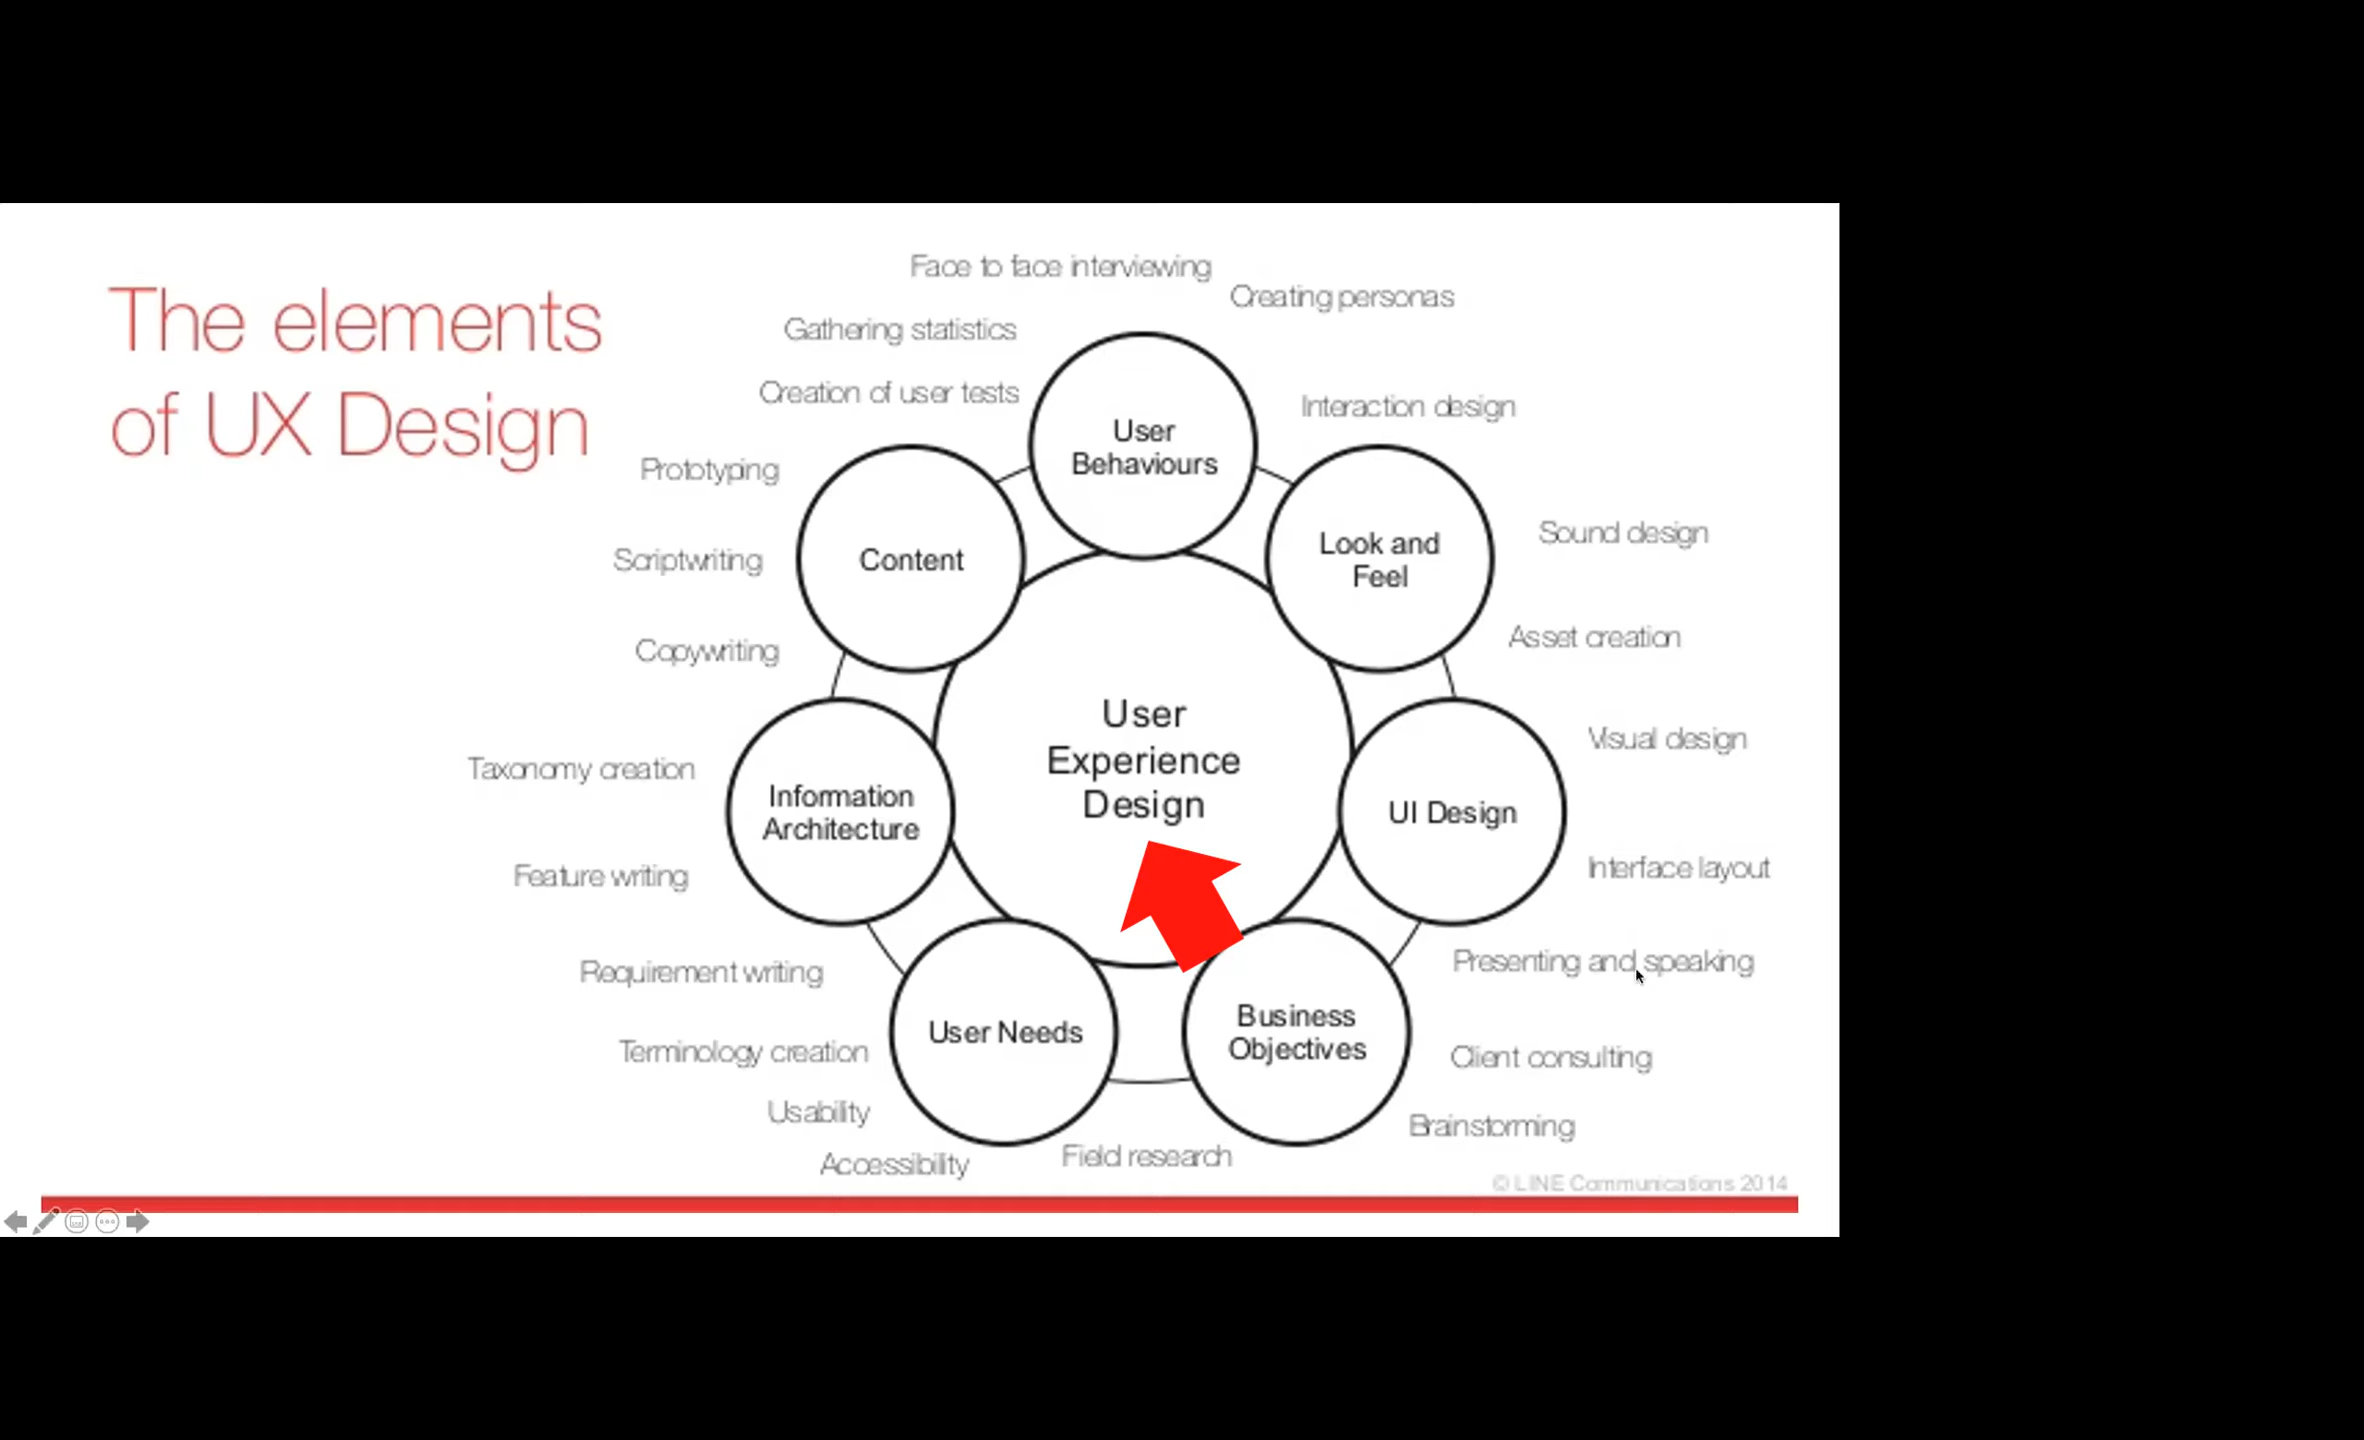 The elements
of UX Design
Face to face interviewing
Creating personas
Gathering statistics
Creation of user tests
Interaction design
User
Behaviours
Prototyping
Content
Look and
Feel
Sound design
Scriptwriting
Copywriting
Asset creation
User
Experience
Design
Taxonomy creation
Information
Architecture
UI Design
Visual design
Feature writing
Interface layout
Requirement writing
Presenting and speaking
User Needs
Business
Objectives
Terminology creation
Client consulting
Usability
Brainstorming
Accessibility
Field research
© LINE Communications 2014